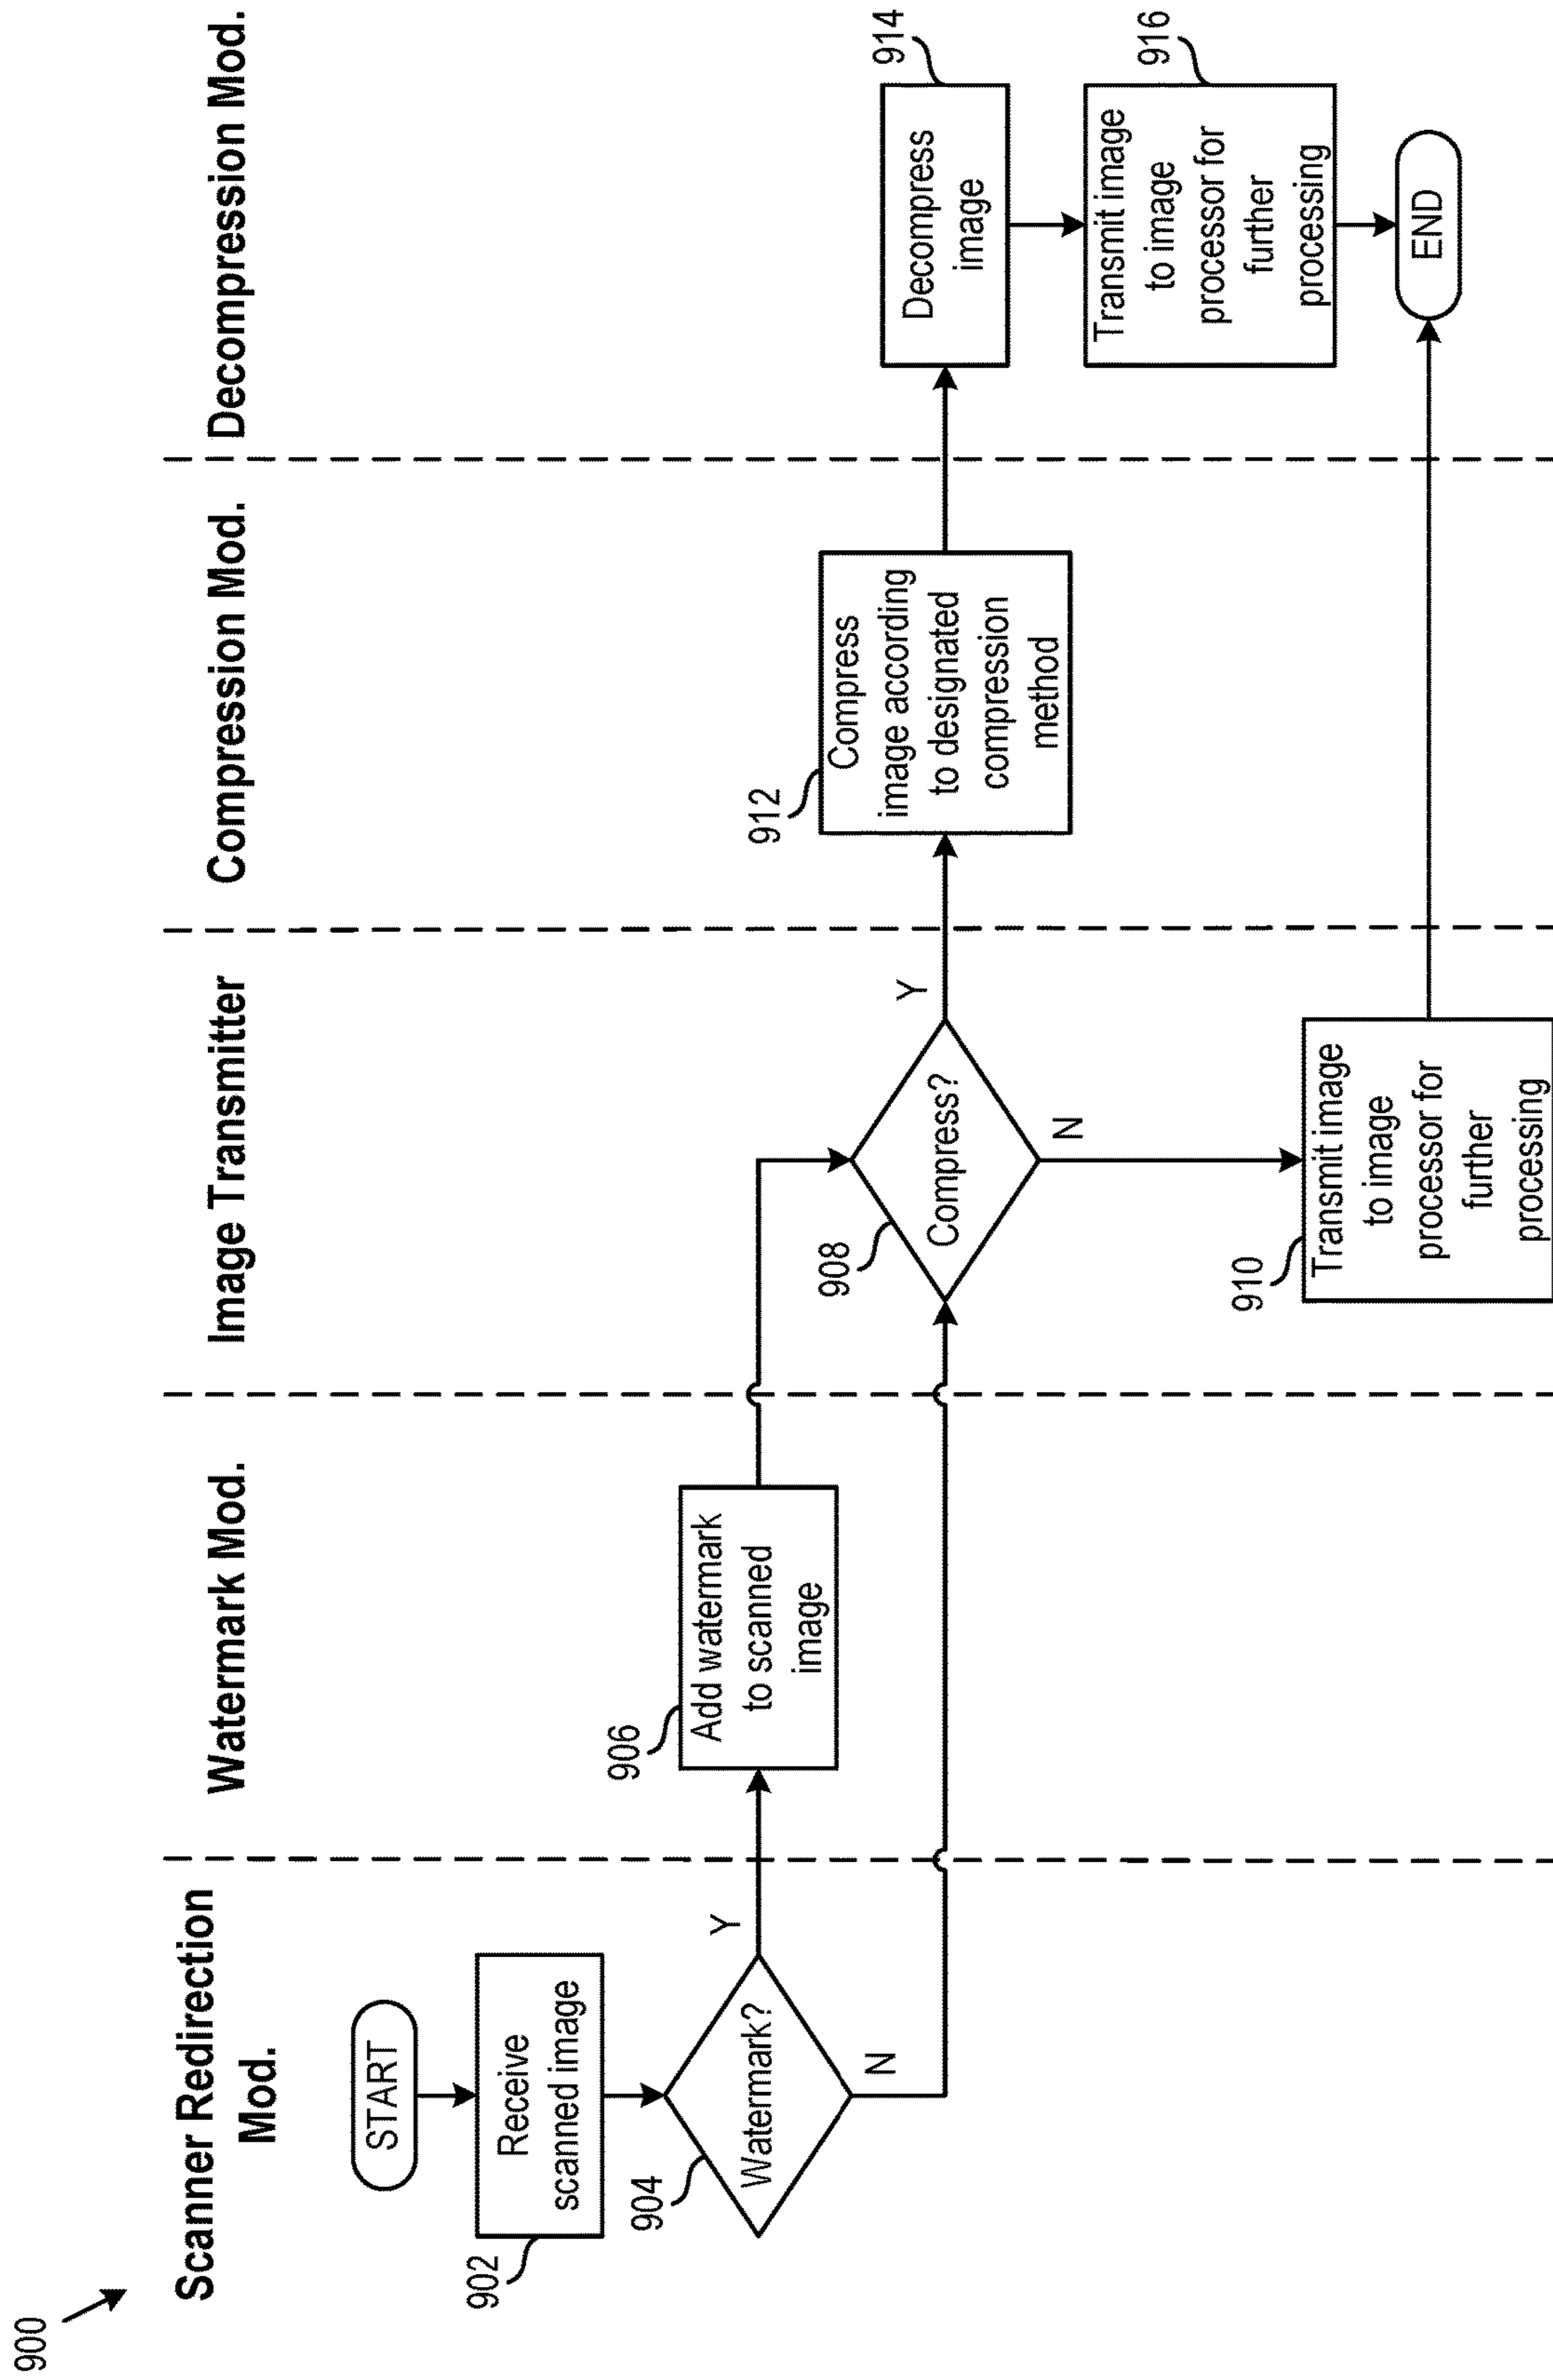 900
Scanner Redirection
Mod.
Watermark Mod.
Image Transmitter
Compression Mod.
Decompression Mod.
START
902
Receive
scanned image
904
Watermark?
Y
N
906
Add watermark
to scanned
image
908
Compress?
Y
N
910
Transmit image
to image
processor for
further
processing
912
Compress
image according
to designated
compression
method
914
Decompress
image
916
Transmit image
to image
processor for
further
processing
END